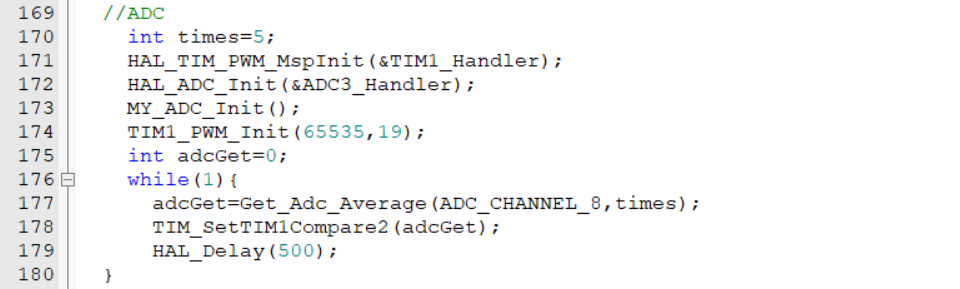 169 //ADC
170 int times=5;
171 HAL_TIM_PWM_MspInit(&TIM1_Handler);
172 HAL_ADC_Init(&ADC3_Handler);
173 MY_ADC_Init();
174 TIM1_PWM_Init(65535,19);
175 int adcGet=0;
176 while(1){
177 adcGet=Get_Adc_Average(ADC_CHANNEL_8,times);
178 TIM_SetTIM1Compare2(adcGet);
179 HAL_Delay(500);
180 }